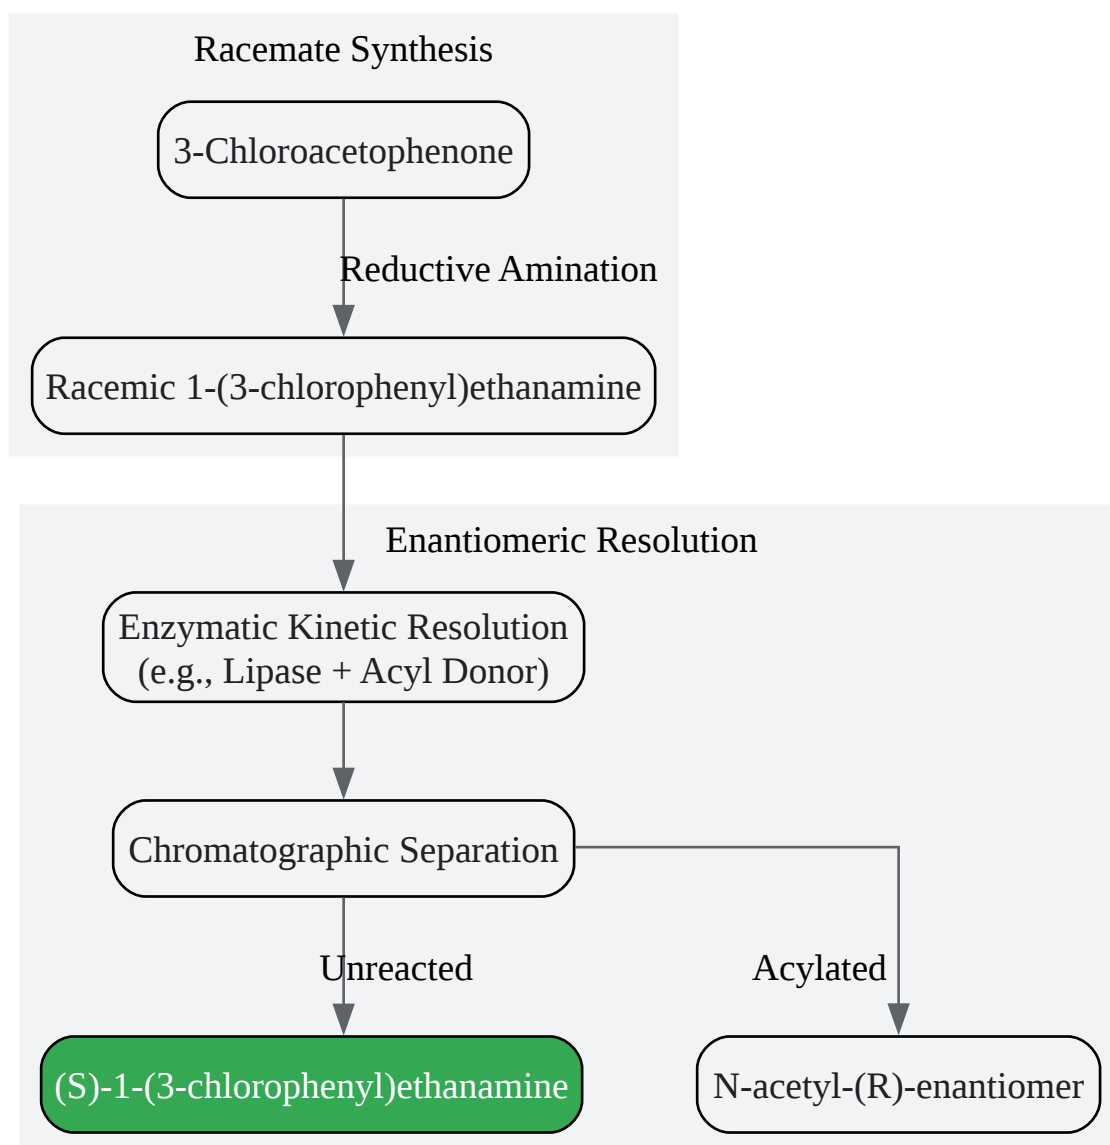 Racemate Synthesis
3-Chloroacetophenone
Reductive Amination
Racemic 1-(3-chlorophenyl)ethanamine
Enantiomeric Resolution
Enzymatic Kinetic Resolution
(e.g., Lipase + Acyl Donor)
Chromatographic Separation
Unreacted
Acylated
(S)-1-(3-chlorophenyl)ethanamine
N-acetyl-(R)-enantiomer